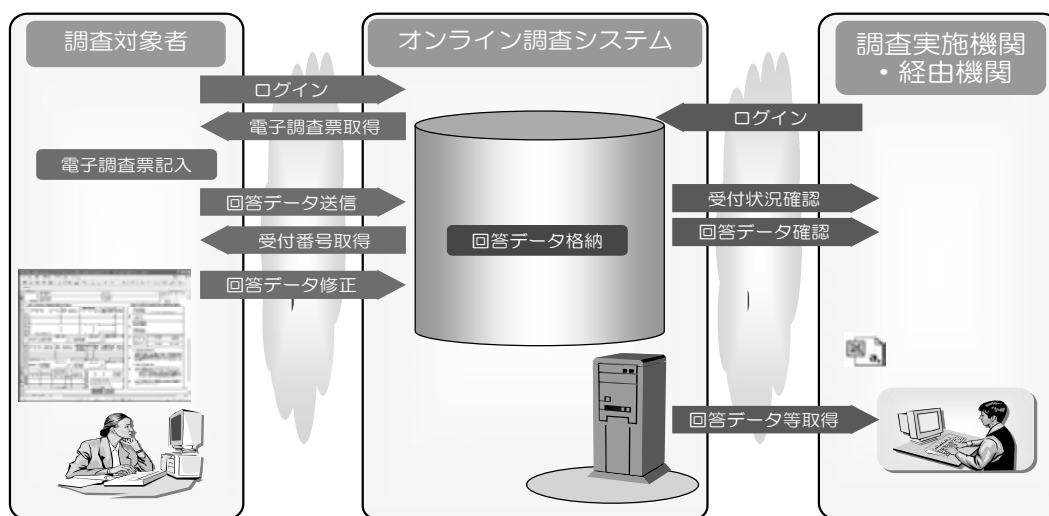 調査対象者
オンライン調査システム
調査実施機関
・経由機関
ログイン
電子調査票取得
電子調査票記入
回答データ送信
受付番号取得
回答データ修正
回答データ格納
ログイン
受付状況確認
回答データ確認
回答データ等取得